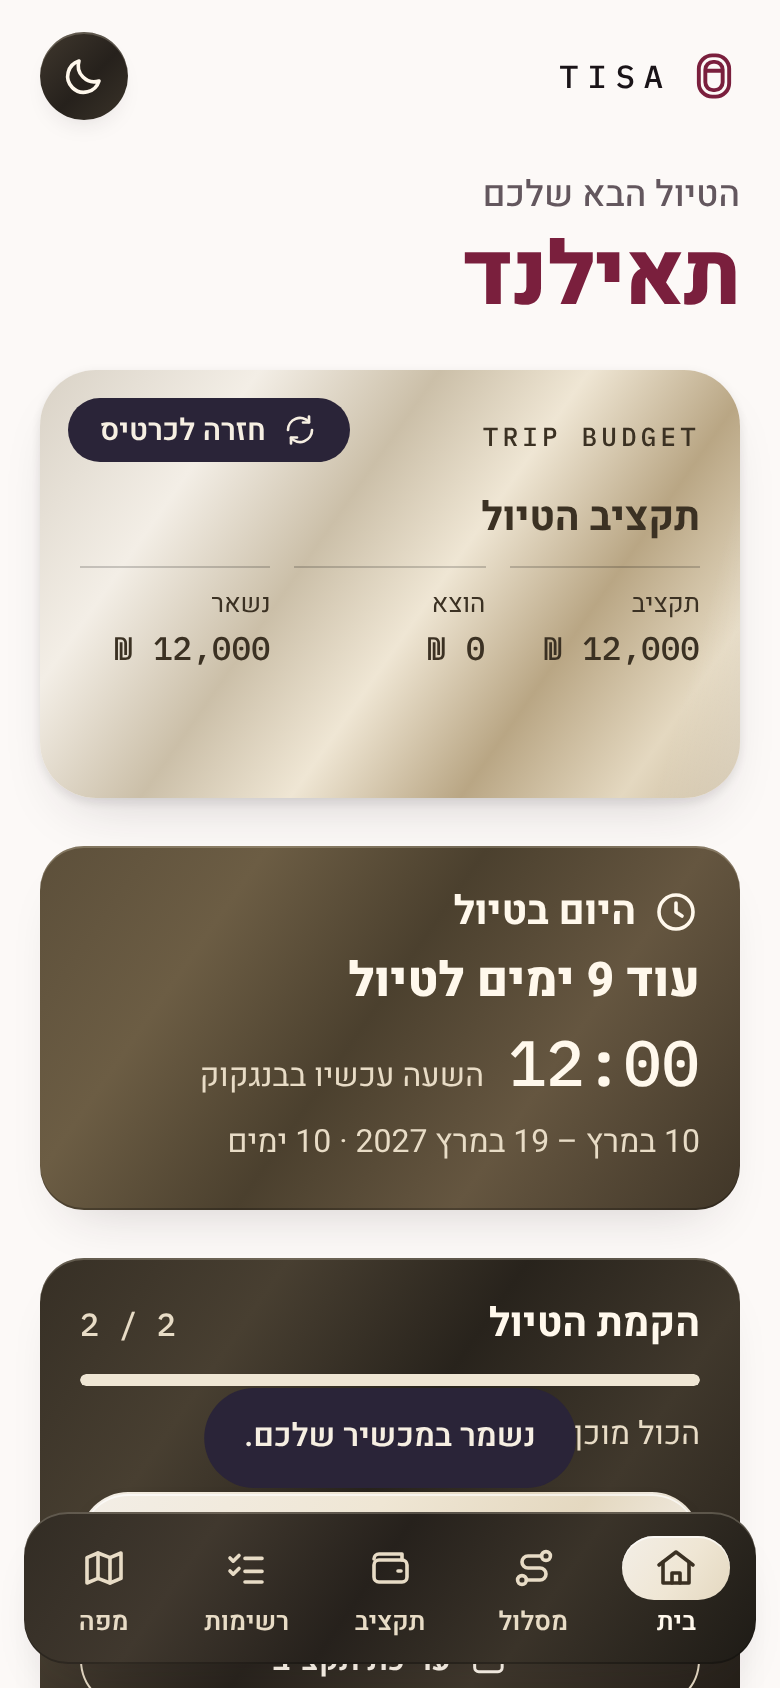 TISA
הטיול הבא שלכם
תאילנד
TRIP BUDGET
חזרה לכרטיס
תקציב הטיול
תקציב
12,000 ₪
הוצא
0 ₪
נשאר
12,000 ₪
היום בטיול
עוד 9 ימים לטיול
12:00 השעה עכשיו בבנגקוק
10 במרץ – 19 במרץ 2027 · 10 ימים
הקמת הטיול
2 / 2
הכול מוכן
נשמר במכשיר שלכם.
בית
מסלול
תקציב
רשימות
מפה